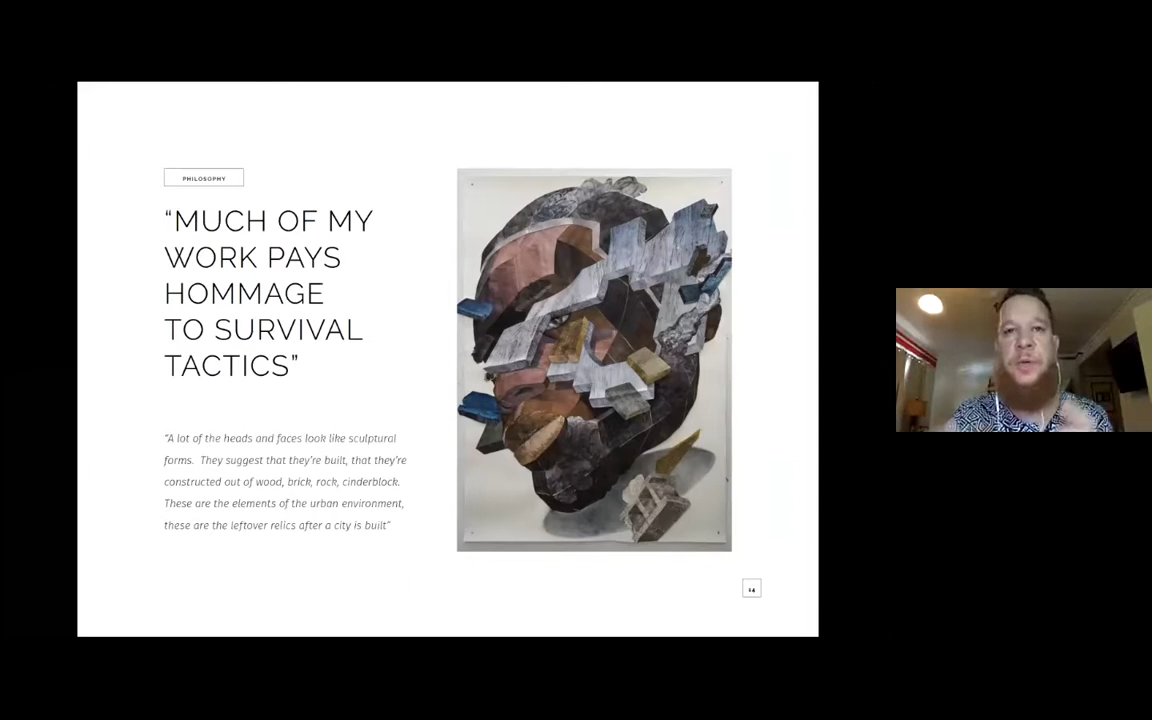 PHILOSOPHY
“MUCH OF MY
WORK PAYS
HOMMAGE
TO SURVIVAL
TACTICS”
“A lot of the heads and faces look like sculptural
forms. They suggest that they’re built, that they’re
constructed out of wood, brick, rock, cinderblock.
These are the elements of the urban environment,
these are the leftover relics after a city is built”
14